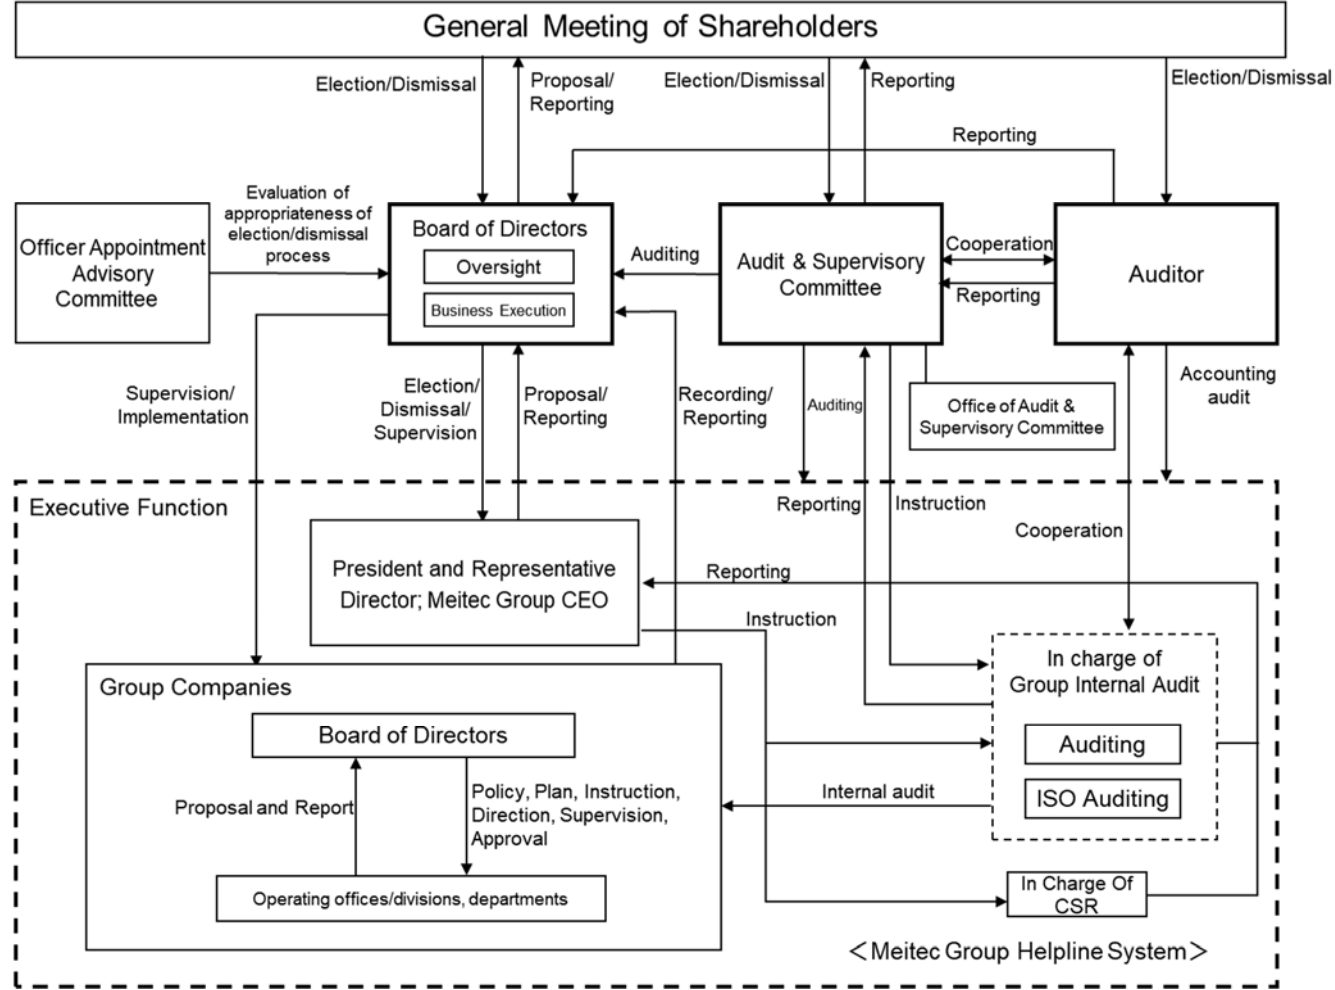 General Meeting of Shareholders
Election/Dismissal
Proposal/
Reporting
Election/Dismissal
Reporting
Election/Dismissal
Reporting
Officer Appointment
Advisory
Committee
Evaluation of
appropriateness of
election/dismissal
process
Board of Directors
Oversight
Business Execution
Auditing
Audit & Supervisory
Committee
Cooperation
Reporting
Auditor
Supervision/
Implementation
Election/
Dismissal/
Supervision
Proposal/
Reporting
Recording/
Reporting
Auditing
Office of Audit &
Supervisory Committee
Accounting
audit
Executive Function
Reporting
Instruction
Cooperation
President and Representative
Director; Meitec Group CEO
Reporting
Instruction
In charge of
Group Internal Audit
Auditing
ISO Auditing
Group Companies
Board of Directors
Proposal and Report
Policy, Plan, Instruction,
Direction, Supervision,
Approval
Internal audit
Operating offices/divisions, departments
In Charge Of
CSR
＜Meitec Group Helpline System＞